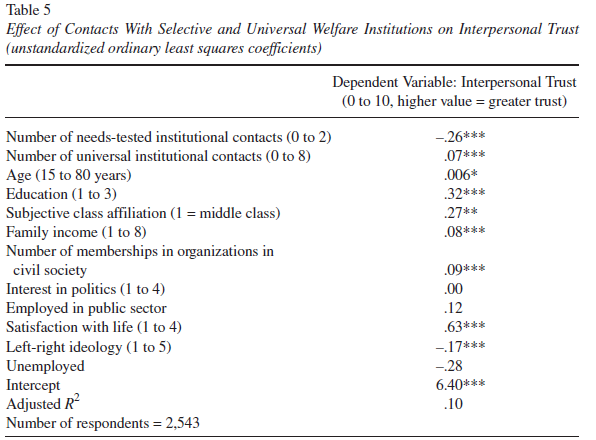 Table 5
Effect of Contacts With Selective and Universal Welfare Institutions on Interpersonal Trust
(unstandardized ordinary least squares coefficients)
Dependent Variable: Interpersonal Trust
(0 to 10, higher value = greater trust)
Number of needs-tested institutional contacts (0 to 2) –.26***
Number of universal institutional contacts (0 to 8) .07***
Age (15 to 80 years) .006*
Education (1 to 3) .32***
Subjective class affiliation (1 = middle class) .27**
Family income (1 to 8) .08***
Number of memberships in organizations in
civil society .09***
Interest in politics (1 to 4) .00
Employed in public sector .12
Satisfaction with life (1 to 4) .63***
Left-right ideology (1 to 5) –.17***
Unemployed –.28
Intercept 6.40***
Adjusted R² .10
Number of respondents = 2,543